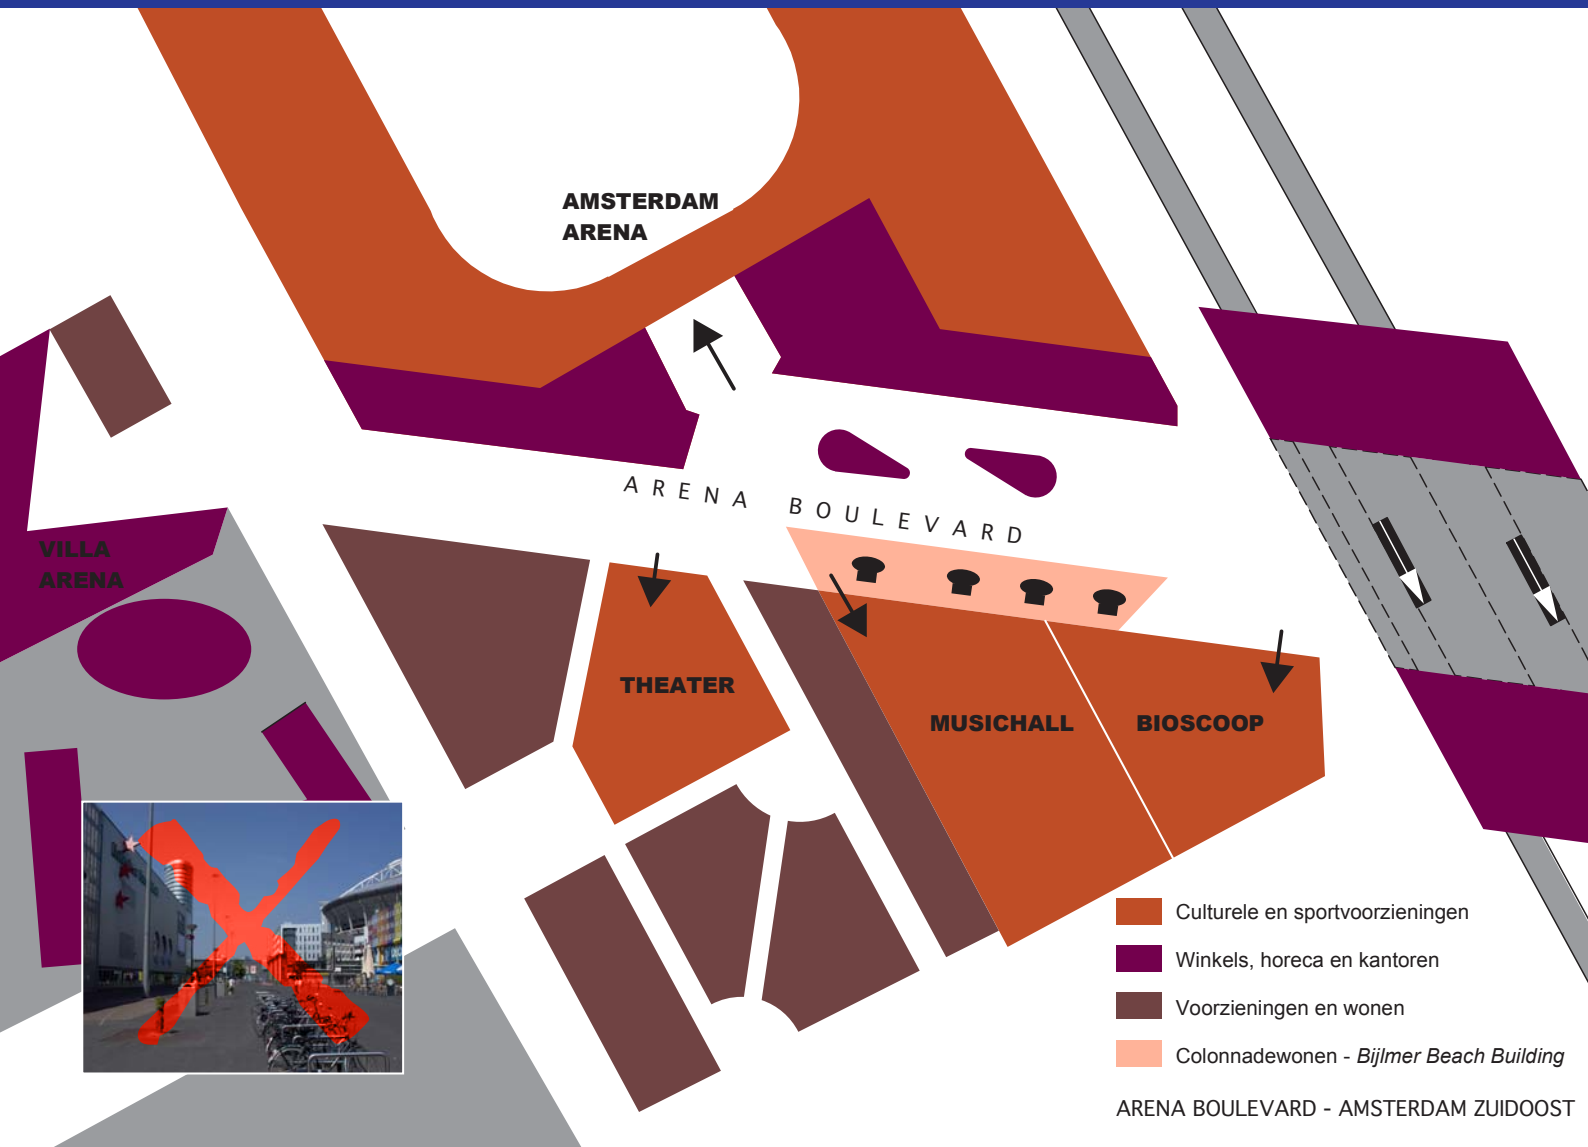 AMSTERDAM
ARENA
ARENA BOULEVARD
VILLA
ARENA
THEATER
MUSICHALL
BIOSCOOP
Culturele en sportvoorzieningen
Winkels, horeca en kantoren
Voorzieningen en wonen
Colonnadewonen - Bijlmer Beach Building
ARENA BOULEVARD - AMSTERDAM ZUIDOOST